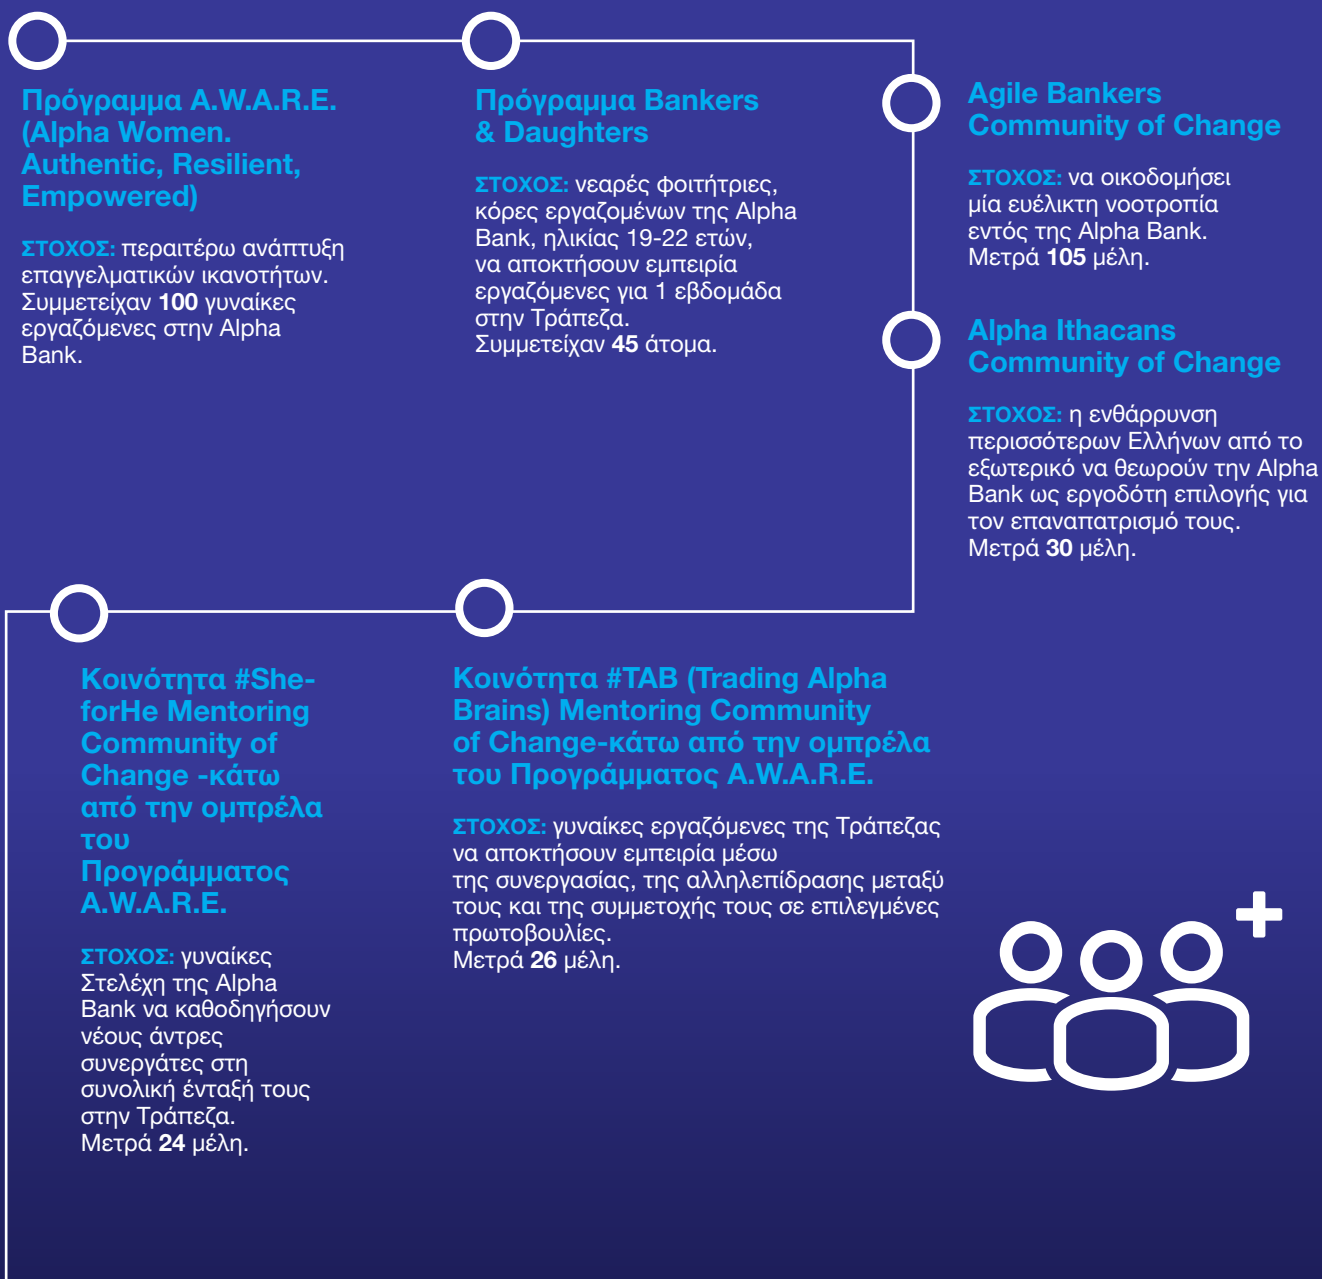 Πρόγραμμα A.W.A.R.E.
(Alpha Women.
Authentic, Resilient,
Empowered)
ΣΤΟΧΟΣ: περαιτέρω ανάπτυξη
επαγγελματικών ικανοτήτων.
Συμμετείχαν 100 γυναίκες
εργαζόμενες στην Alpha
Bank.
Πρόγραμμα Bankers
& Daughters
ΣΤΟΧΟΣ: νεαρές φοιτήτριες,
κόρες εργαζομένων της Alpha
Bank, ηλικίας 19-22 ετών,
να αποκτήσουν εμπειρία
εργαζόμενες για 1 εβδομάδα
στην Τράπεζα.
Συμμετείχαν 45 άτομα.
Agile Bankers
Community of Change
ΣΤΟΧΟΣ: να οικοδομήσει
μία ευέλικτη νοοτροπία
εντός της Alpha Bank.
Μετρά 105 μέλη.
Alpha Ithacans
Community of Change
ΣΤΟΧΟΣ: η ενθάρρυνση
περισσότερων Ελλήνων από το
εξωτερικό να θεωρούν την Alpha
Bank ως εργοδότη επιλογής για
τον επαναπατρισμό τους.
Μετρά 30 μέλη.
Κοινότητα #She-
forHe Mentoring
Community of
Change -κάτω
από την ομπρέλα
του
Προγράμματος
A.W.A.R.E.
ΣΤΟΧΟΣ: γυναίκες
Στελέχη της Alpha
Bank να καθοδηγήσουν
νέους άντρες
συνεργάτες στη
συνολική ένταξή τους
στην Τράπεζα.
Μετρά 24 μέλη.
Κοινότητα #TAB (Trading Alpha
Brains) Mentoring Community
of Change-κάτω από την ομπρέλα
του Προγράμματος A.W.A.R.E.
ΣΤΟΧΟΣ: γυναίκες εργαζόμενες της Τράπεζας
να αποκτήσουν εμπειρία μέσω
της συνεργασίας, της αλληλεπίδρασης μεταξύ
τους και της συμμετοχής τους σε επιλεγμένες
πρωτοβουλίες.
Μετρά 26 μέλη.